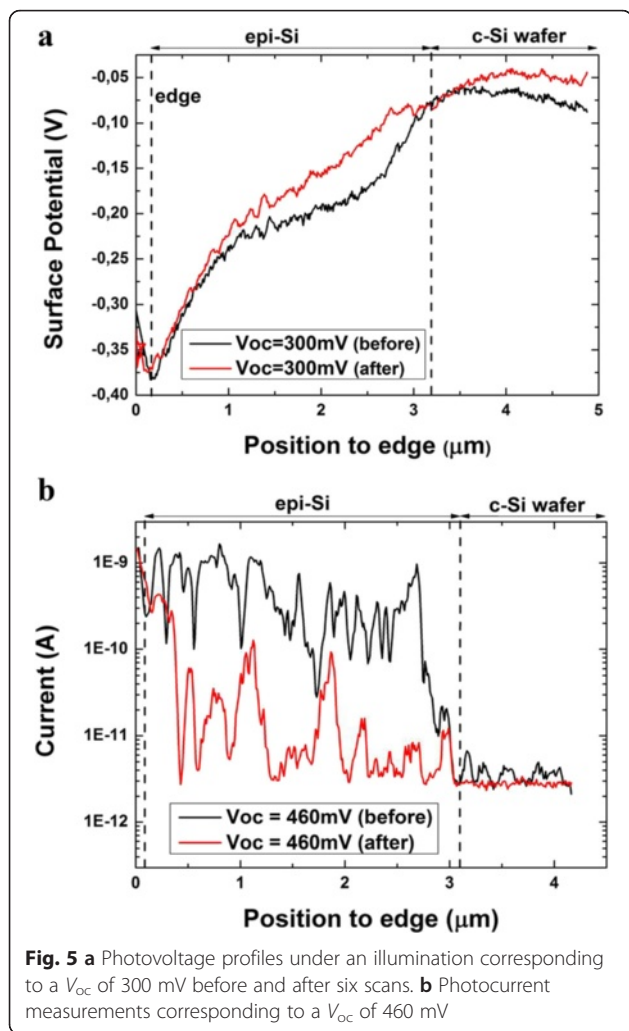 a
epi-Si
c-Si wafer
edge
-0,05
-0,10
-0,15
-0,20
-0,25
-0,30
-0,35
-0,40
Surface Potential (V)
Voc=300mV (before)
Voc=300mV (after)
0 1 2 3 4 5
Position to edge (μm)
b
epi-Si
c-Si wafer
1E-9
1E-10
1E-11
1E-12
Current (A)
Voc = 460mV (before)
Voc = 460mV (after)
0 1 2 3 4
Position to edge (μm)
Fig. 5 a Photovoltage profiles under an illumination corresponding
to a Voc of 300 mV before and after six scans. b Photocurrent
measurements corresponding to a Voc of 460 mV